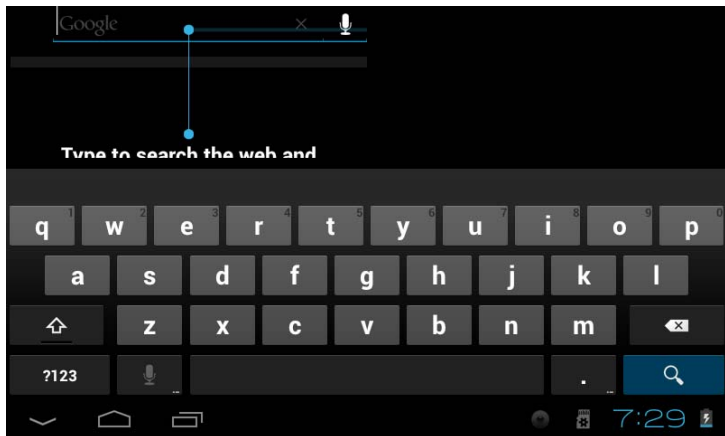 Google
Type to search the web and
q 1 w 2 e 3 r 4 t 5 y 6 u 7 i 8 o 9 p 0
a s d f g h j k l
z x c v b n m
?123 . ...
7:29